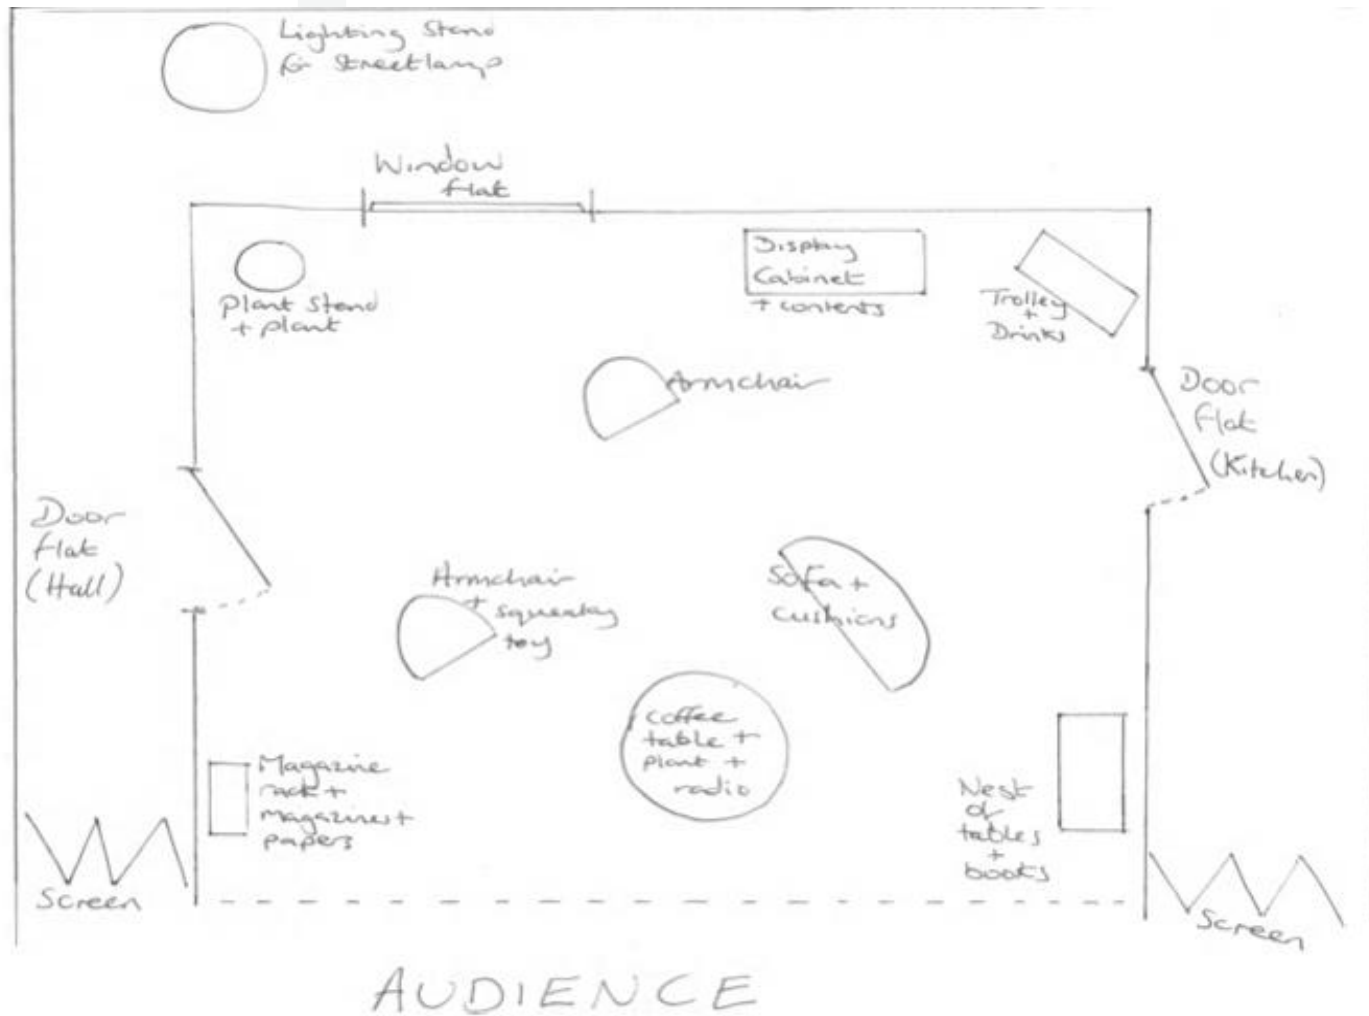 Lighting Stand
for Streetlamp
Window
flat
Display
Cabinet
+ contents
Plant Stand
+ plant
Trolley
+
Drinks
Armchair
Door
flat
(Kitchen)
Door
flat
(Hall)
Armchair
+ squeaky
toy
Sofa +
cushions
coffee
table +
plant +
radio
Magazine
rack +
magazines +
papers
Nest
of
tables
+
books
Screen
Screen
AUDIENCE